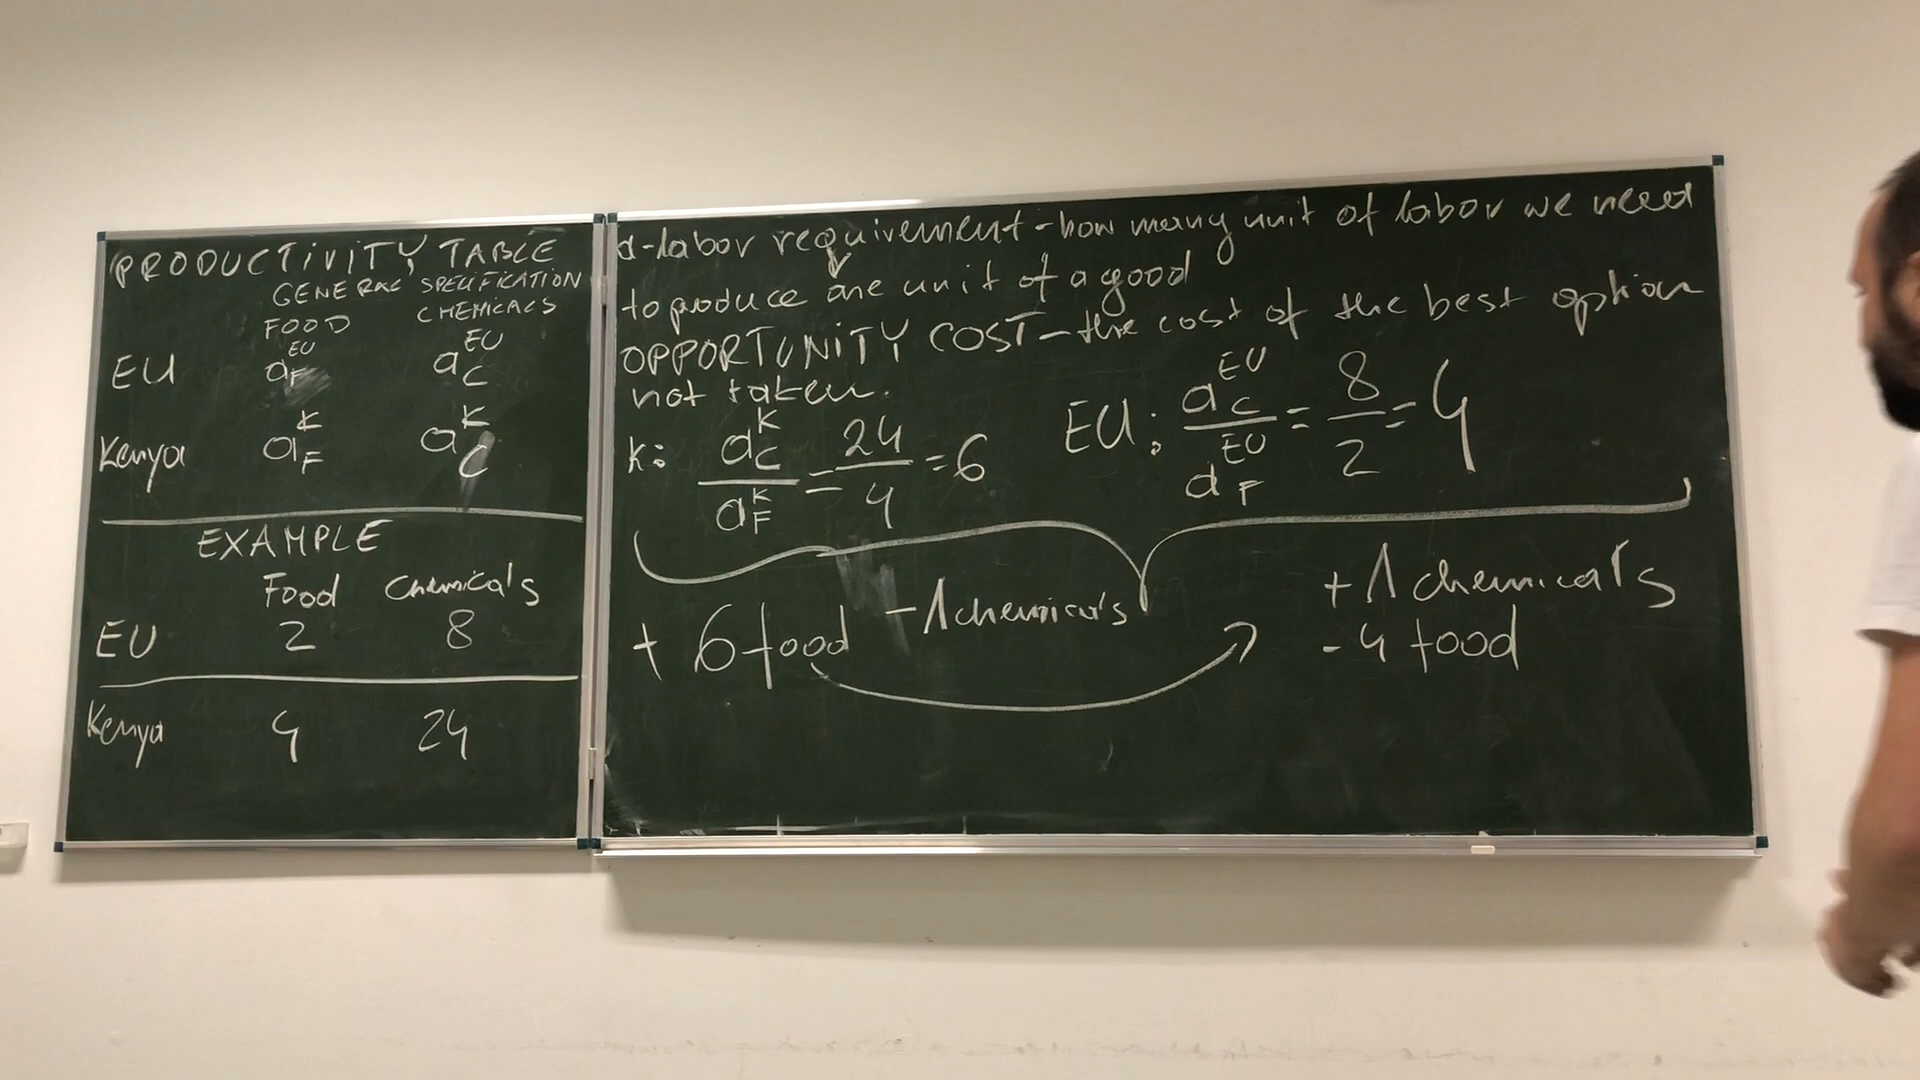 PRODUCTIVITY TABLE
GENERAL SPECIFICATION
FOOD CHEMICALS
EU a_F^EU a_C^EU
Kenya a_F^K a_C^K
EXAMPLE
Food Chemicals
EU 2 8
Kenya 4 24
a-labor requirement-how many unit of labor we need
to produce one unit of a good
OPPORTUNITY COST-the cost of the best option
not taken.
K: a_C^K / a_F^K = 24/4 = 6
EU: a_C^EU / a_F^EU = 8/2 = 4
+ 6 food -1 chemicals
+1 chemicals
-4 food